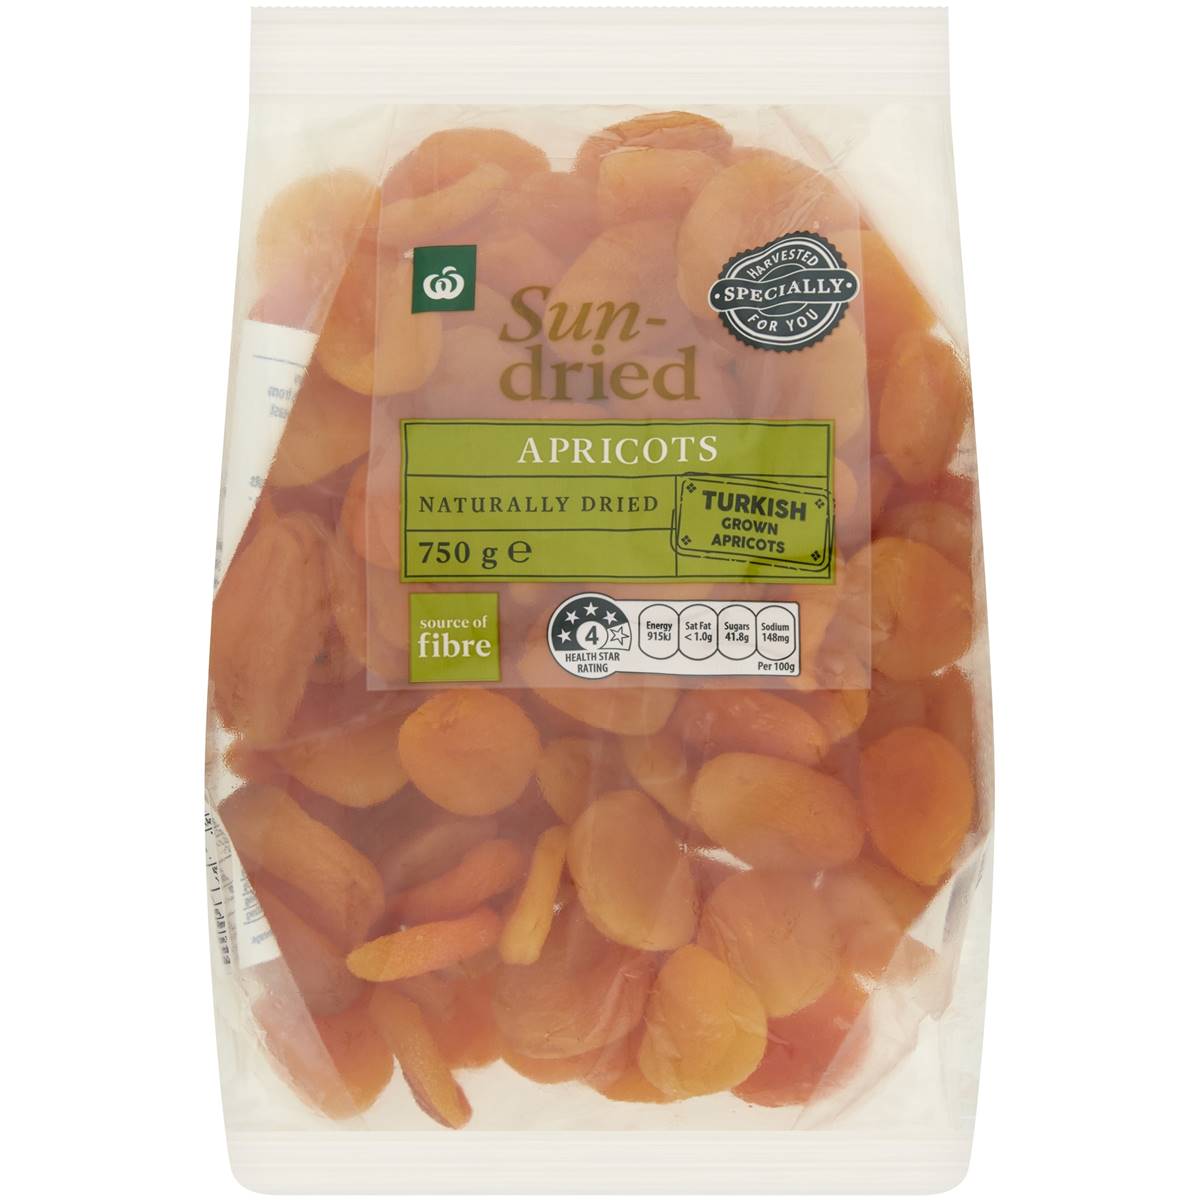 HARVESTED
SPECIALLY
FOR YOU
Sun-
dried
APRICOTS
NATURALLY DRIED
TURKISH
GROWN
APRICOTS
750 g ℮
source of
fibre
4
HEALTH STAR
RATING
Energy
915kJ
Sat Fat
< 1.0g
Sugars
41.8g
Sodium
148mg
Per 100g